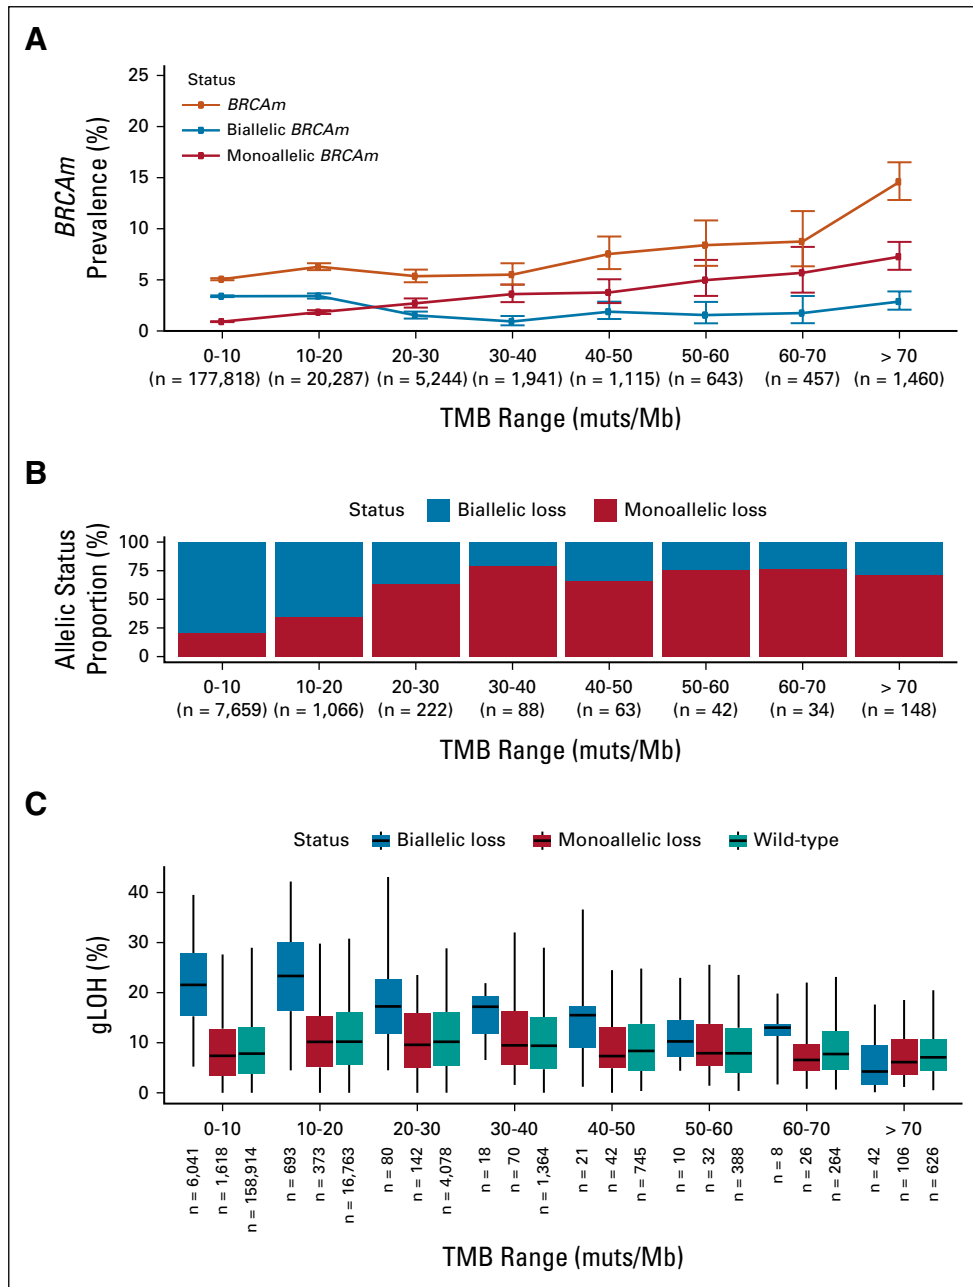 A
BRCAm
Prevalence (%)
25
20
15
10
5
0
Status
BRCAm
Biallelic BRCAm
Monoallelic BRCAm
0-10 10-20 20-30 30-40 40-50 50-60 60-70 > 70
(n = 177,818) (n = 20,287) (n = 5,244) (n = 1,941) (n = 1,115) (n = 643) (n = 457) (n = 1,460)
TMB Range (muts/Mb)
B
Status Biallelic loss Monoallelic loss
Allelic Status
Proportion (%)
100
75
50
25
0
0-10 10-20 20-30 30-40 40-50 50-60 60-70 > 70
(n = 7,659) (n = 1,066) (n = 222) (n = 88) (n = 63) (n = 42) (n = 34) (n = 148)
TMB Range (muts/Mb)
C
Status Biallelic loss Monoallelic loss Wild-type
gLOH (%)
40
30
20
10
0
0-10 10-20 20-30 30-40 40-50 50-60 60-70 > 70
n = 6,041
n = 1,618
n = 158,914
n = 693
n = 373
n = 16,763
n = 80
n = 142
n = 4,078
n = 18
n = 70
n = 1,364
n = 21
n = 42
n = 745
n = 10
n = 32
n = 388
n = 8
n = 26
n = 264
n = 42
n = 106
n = 626
TMB Range (muts/Mb)